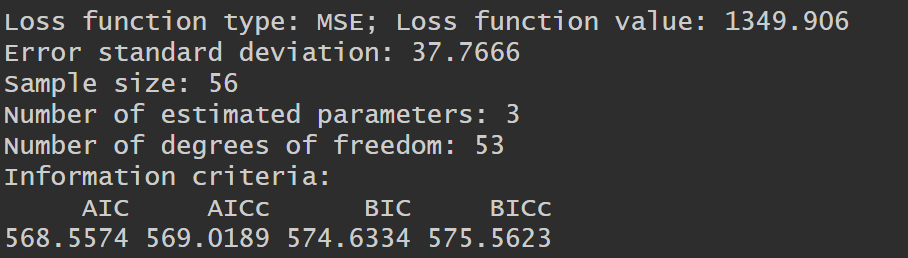 Loss function type: MSE; Loss function value: 1349.906
Error standard deviation: 37.7666
Sample size: 56
Number of estimated parameters: 3
Number of degrees of freedom: 53
Information criteria:
AIC AICc BIC BICc
568.5574 569.0189 574.6334 575.5623